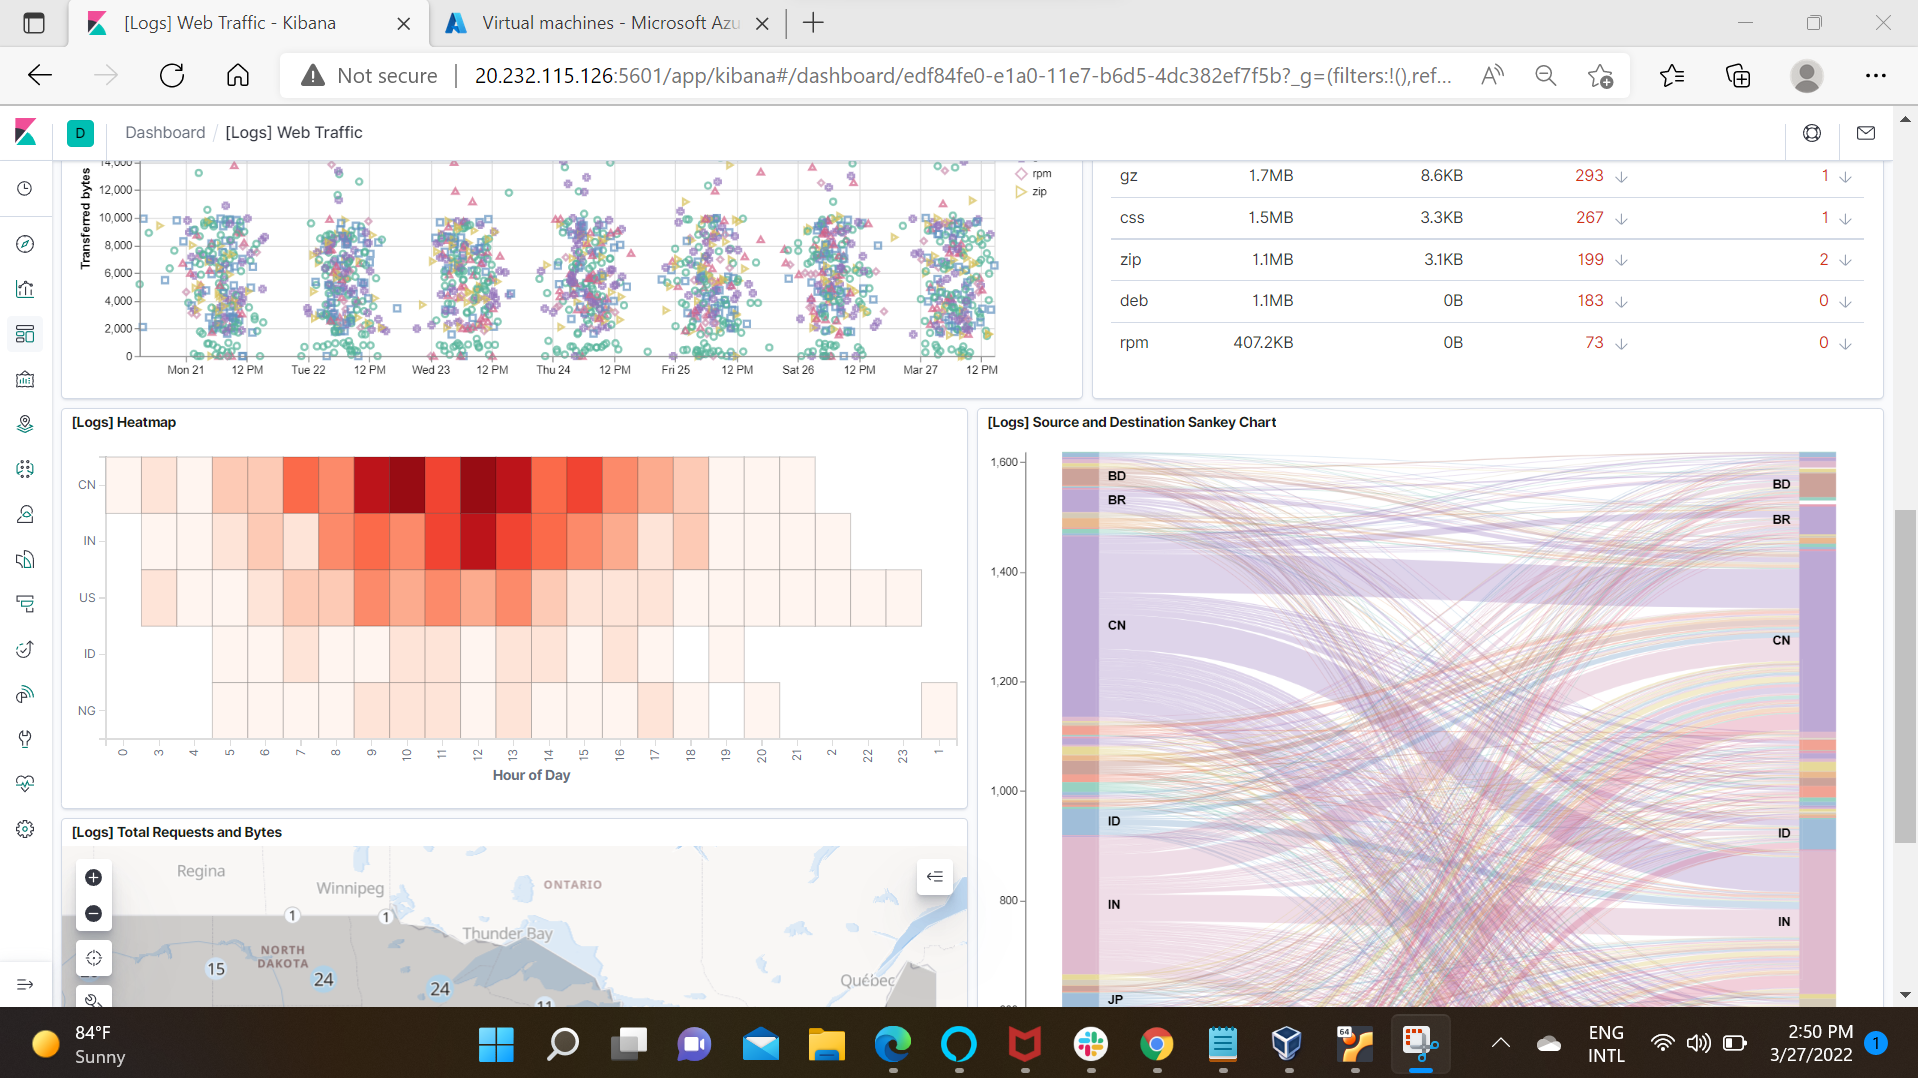 [Logs] Web Traffic - Kibana
Virtual machines - Microsoft Azu
Not secure
20.232.115.126:5601/app/kibana#/dashboard/edf84fe0-e1a0-11e7-b6d5-4dc382ef7f5b?_g=(filters:!(),ref...
D
Dashboard / [Logs] Web Traffic
Transferred bytes
14,000
12,000
10,000
8,000
6,000
4,000
2,000
0
Mon 21 12 PM Tue 22 12 PM Wed 23 12 PM Thu 24 12 PM Fri 25 12 PM Sat 26 12 PM Mar 27 12 PM
rpm
zip
gz 1.7MB 8.6KB 293 1
css 1.5MB 3.3KB 267 1
zip 1.1MB 3.1KB 199 2
deb 1.1MB 0B 183 0
rpm 407.2KB 0B 73 0
[Logs] Heatmap
CN
IN
US
ID
NG
0 3 4 5 6 7 8 9 10 11 12 13 14 15 16 17 18 19 20 21 2 22 23 1
Hour of Day
[Logs] Source and Destination Sankey Chart
1,600
1,400
1,200
1,000
800
BD
BR
CN
ID
IN
JP
BD
BR
CN
ID
IN
[Logs] Total Requests and Bytes
Regina
Winnipeg
ONTARIO
1
1
Thunder Bay
NORTH
DAKOTA
15
24
24
11
Québec
84°F
Sunny
64
ENG
INTL
2:50 PM
3/27/2022
1